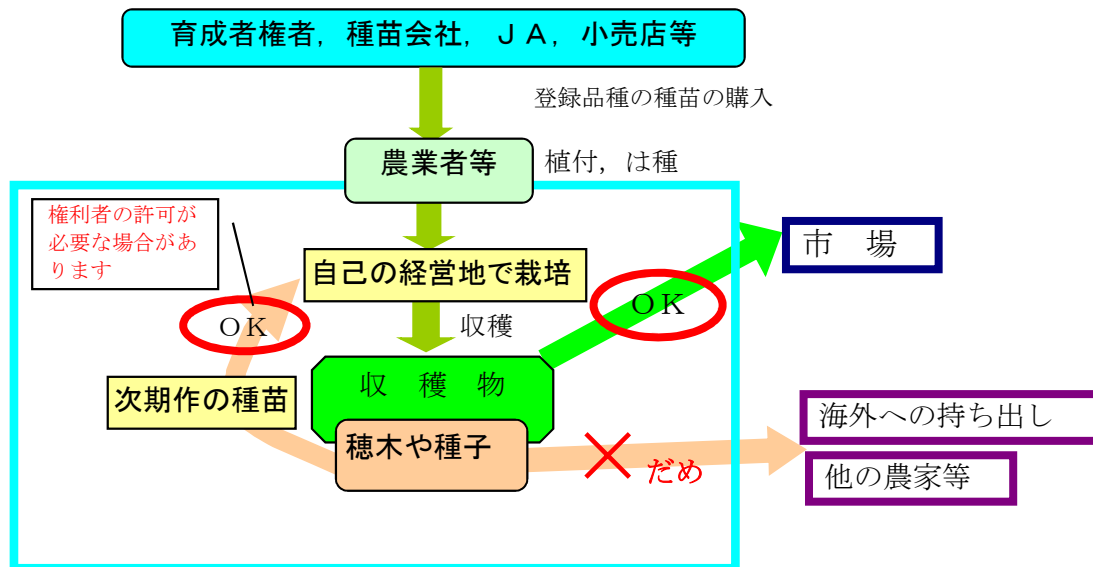 育成者権者，種苗会社，ＪＡ，小売店等
登録品種の種苗の購入
農業者等
植付，は種
権利者の許可が
必要な場合があ
ります
市　場
自己の経営地で栽培
ＯＫ
ＯＫ
収穫
収　穫　物
次期作の種苗
海外への持ち出し
穂木や種子
だめ
他の農家等